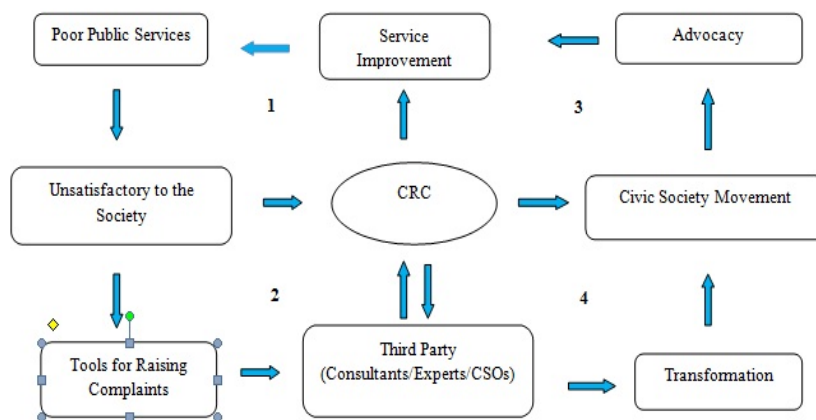 Poor Public Services
Service
Improvement
Advocacy
1
3
Unsatisfactory to the
Society
CRC
Civic Society Movement
2
4
Tools for Raising
Complaints
Third Party
(Consultants/Experts/CSOs)
Transformation